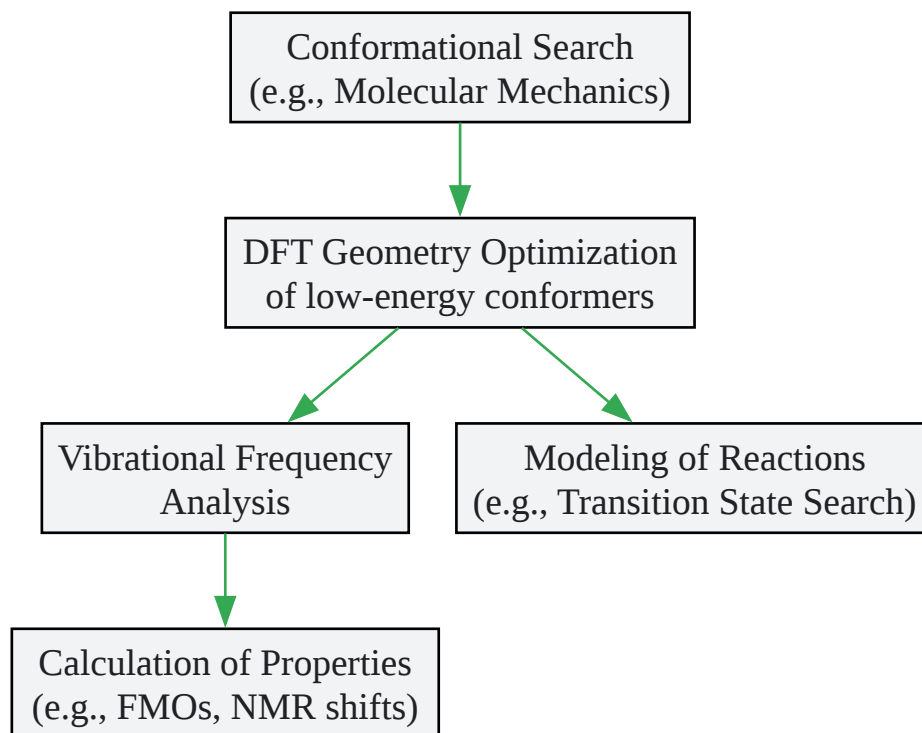 Conformational Search
(e.g., Molecular Mechanics)
DFT Geometry Optimization
of low-energy conformers
Vibrational Frequency
Analysis
Modeling of Reactions
(e.g., Transition State Search)
Calculation of Properties
(e.g., FMOs, NMR shifts)